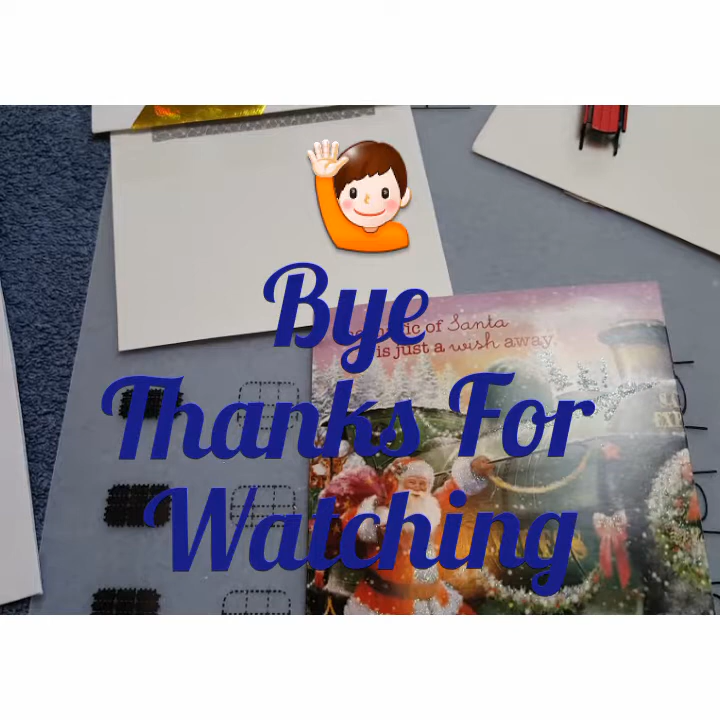 Bye
Thanks For
Watching
magic of Santa
is just a wish away